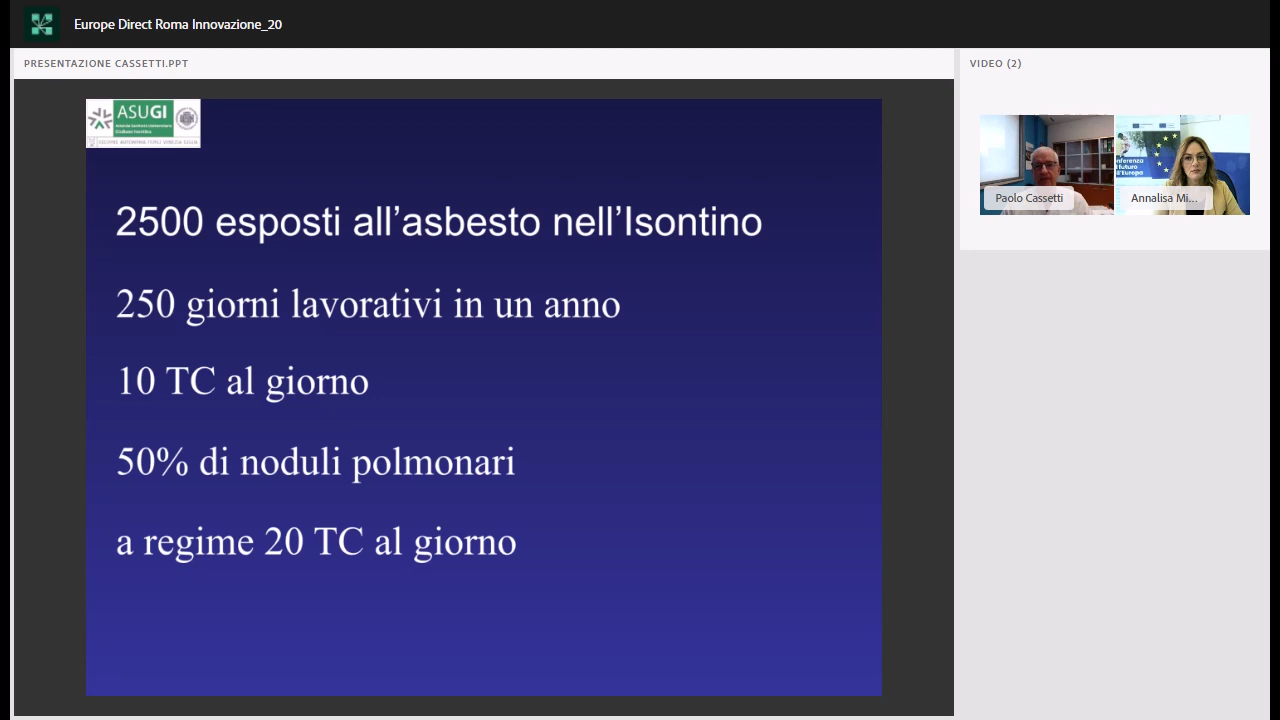 Europe Direct Roma Innovazione_20
PRESENTAZIONE CASSETTI.PPT
VIDEO (2)
ASUGI
2500 esposti all’asbesto nell’Isontino
250 giorni lavorativi in un anno
10 TC al giorno
50% di noduli polmonari
a regime 20 TC al giorno
Paolo Cassetti
Annalisa Mi...